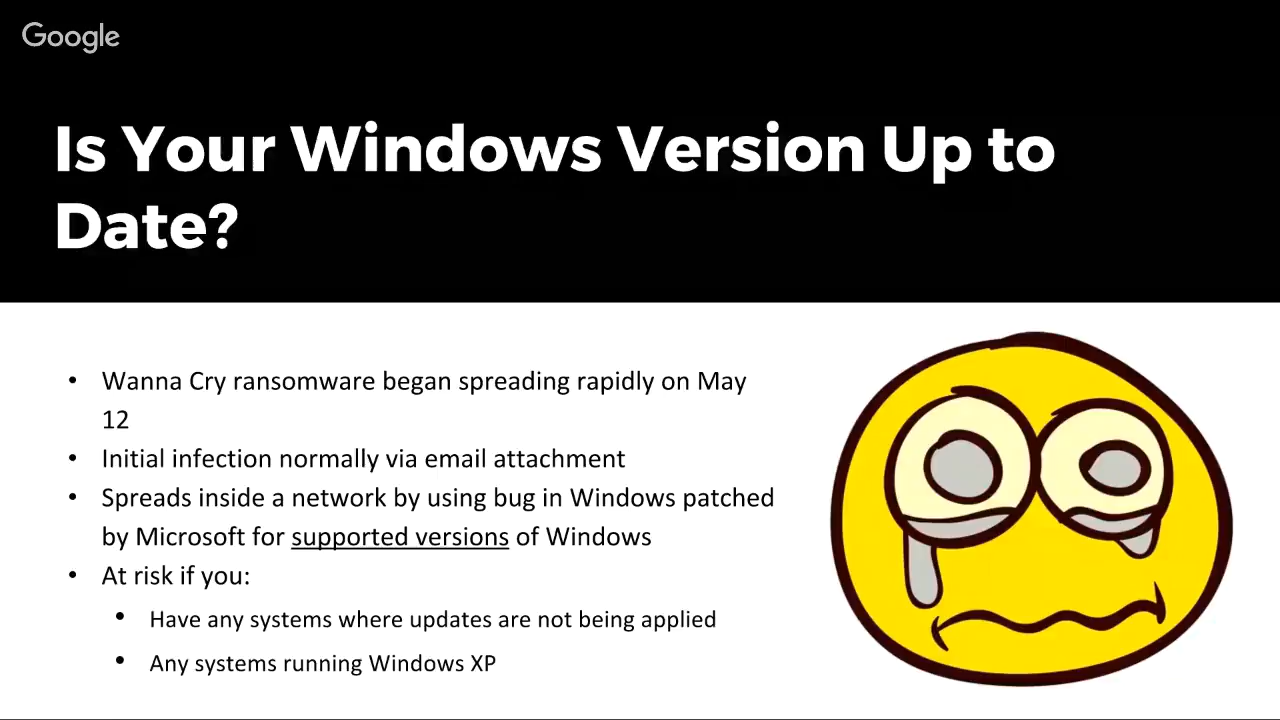 Google
Is Your Windows Version Up to
Date?
• Wanna Cry ransomware began spreading rapidly on May
12
• Initial infection normally via email attachment
• Spreads inside a network by using bug in Windows patched
by Microsoft for supported versions of Windows
• At risk if you:
• Have any systems where updates are not being applied
• Any systems running Windows XP